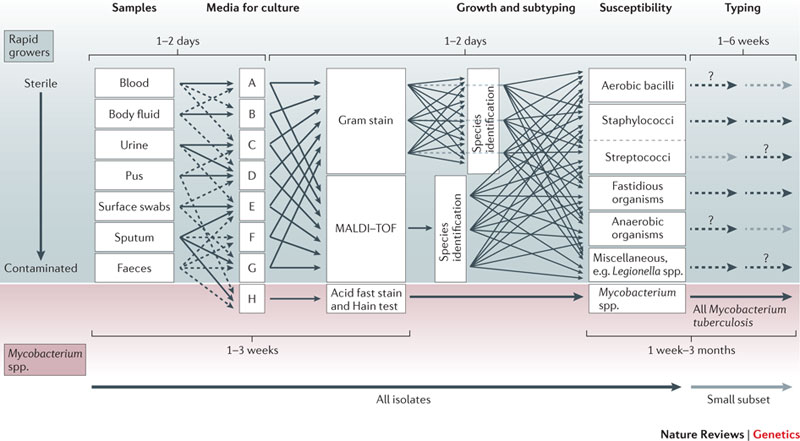 Samples
Media for culture
Growth and subtyping
Susceptibility
Typing
Rapid
growers
1–2 days
1–2 days
1–6 weeks
Sterile
Contaminated
Blood
Body fluid
Urine
Pus
Surface swabs
Sputum
Faeces
A
B
C
D
E
F
G
H
Gram stain
MALDI–TOF
Acid fast stain
and Hain test
Species
identification
Species
identification
Aerobic bacilli
Staphylococci
Streptococci
Fastidious
organisms
Anaerobic
organisms
Miscellaneous,
e.g. Legionella spp.
Mycobacterium
spp.
?
?
?
?
All Mycobacterium
tuberculosis
Mycobacterium
spp.
1–3 weeks
1 week–3 months
All isolates
Small subset
Nature Reviews | Genetics